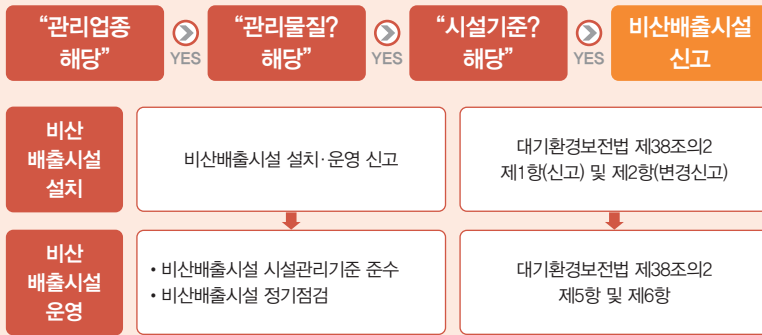 “관리업종
해당”
YES
“관리물질?
해당”
YES
“시설기준?
해당”
YES
비산배출시설
신고
비산
배출시설
설치
비산배출시설 설치·운영 신고
대기환경보전법 제38조의2
제1항(신고) 및 제2항(변경신고)
비산
배출시설
운영
• 비산배출시설 시설관리기준 준수
• 비산배출시설 정기점검
대기환경보전법 제38조의2
제5항 및 제6항